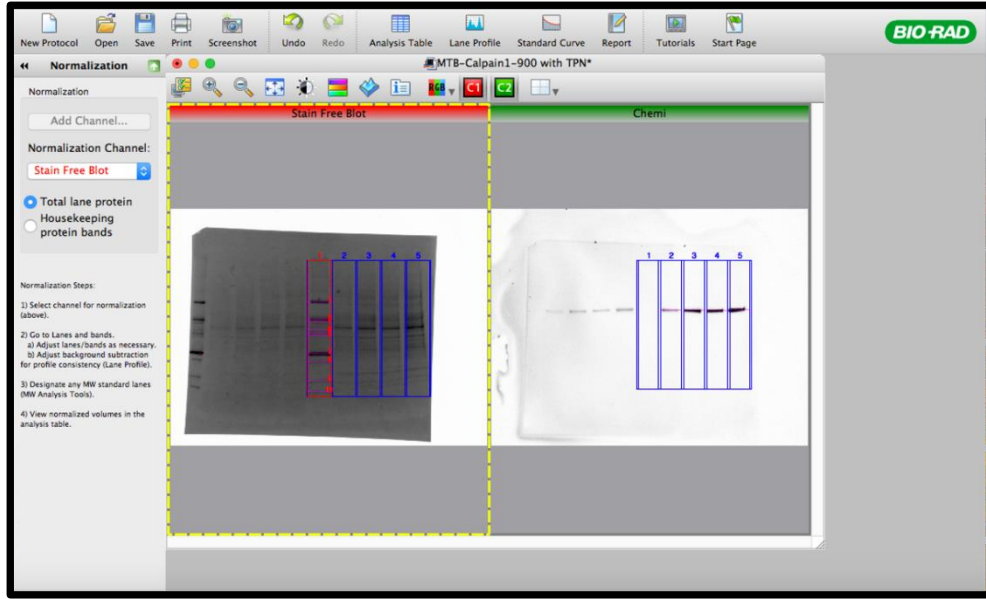 New Protocol Open Save Print Screenshot Undo Redo Analysis Table Lane Profile Standard Curve Report Tutorials Start Page
BIO-RAD
Normalization
MTB-Calpain1-900 with TPN*
RGB C1 C2
Normalization
Add Channel...
Normalization Channel:
Stain Free Blot
Total lane protein
Housekeeping
protein bands
Normalization Steps:
1) Select channel for normalization
(above).
2) Go to Lanes and bands.
a) Adjust lanes/bands as necessary.
b) Adjust background subtraction
for profile consistency (Lane Profile).
3) Designate any MW standard lanes
(MW Analysis Tools).
4) View normalized volumes in the
analysis table.
Stain Free Blot
1 2 3 4 5
Chemi
1 2 3 4 5